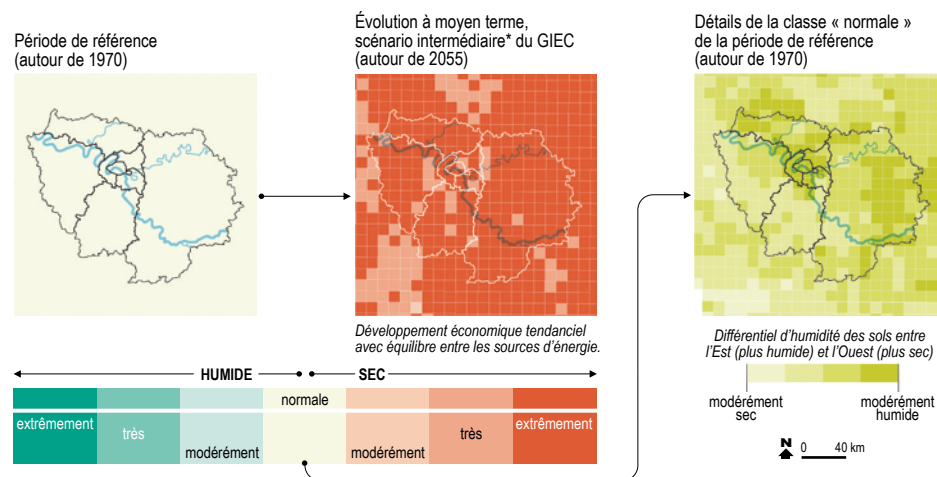 Période de référence
(autour de 1970)
Évolution à moyen terme,
scénario intermédiaire* du GIEC
(autour de 2055)
Détails de la classe « normale »
de la période de référence
(autour de 1970)
Développement économique tendanciel
avec équilibre entre les sources d'énergie.
Différentiel d'humidité des sols entre
l'Est (plus humide) et l'Ouest (plus sec)
modérément
sec
modérément
humide
N 0 40 km
HUMIDE SEC
normale
extrêmement
très
modérément
modérément
très
extrêmement